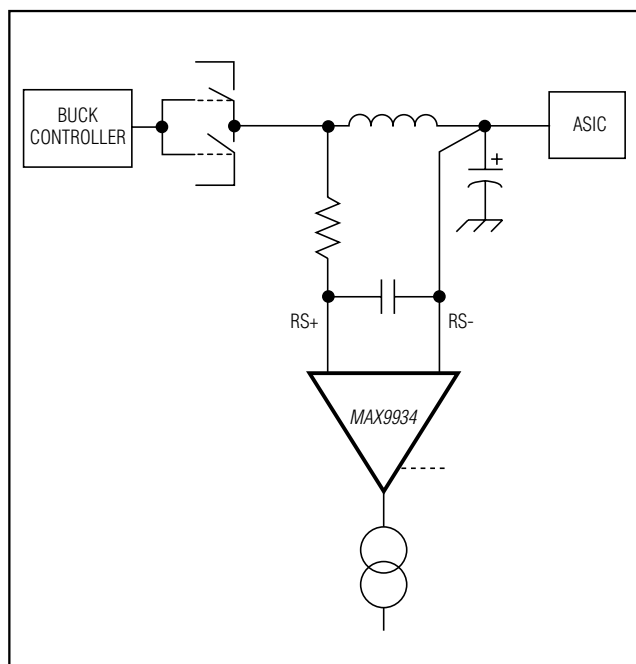 BUCK
CONTROLLER
ASIC
+
RS+
RS-
MAX9934